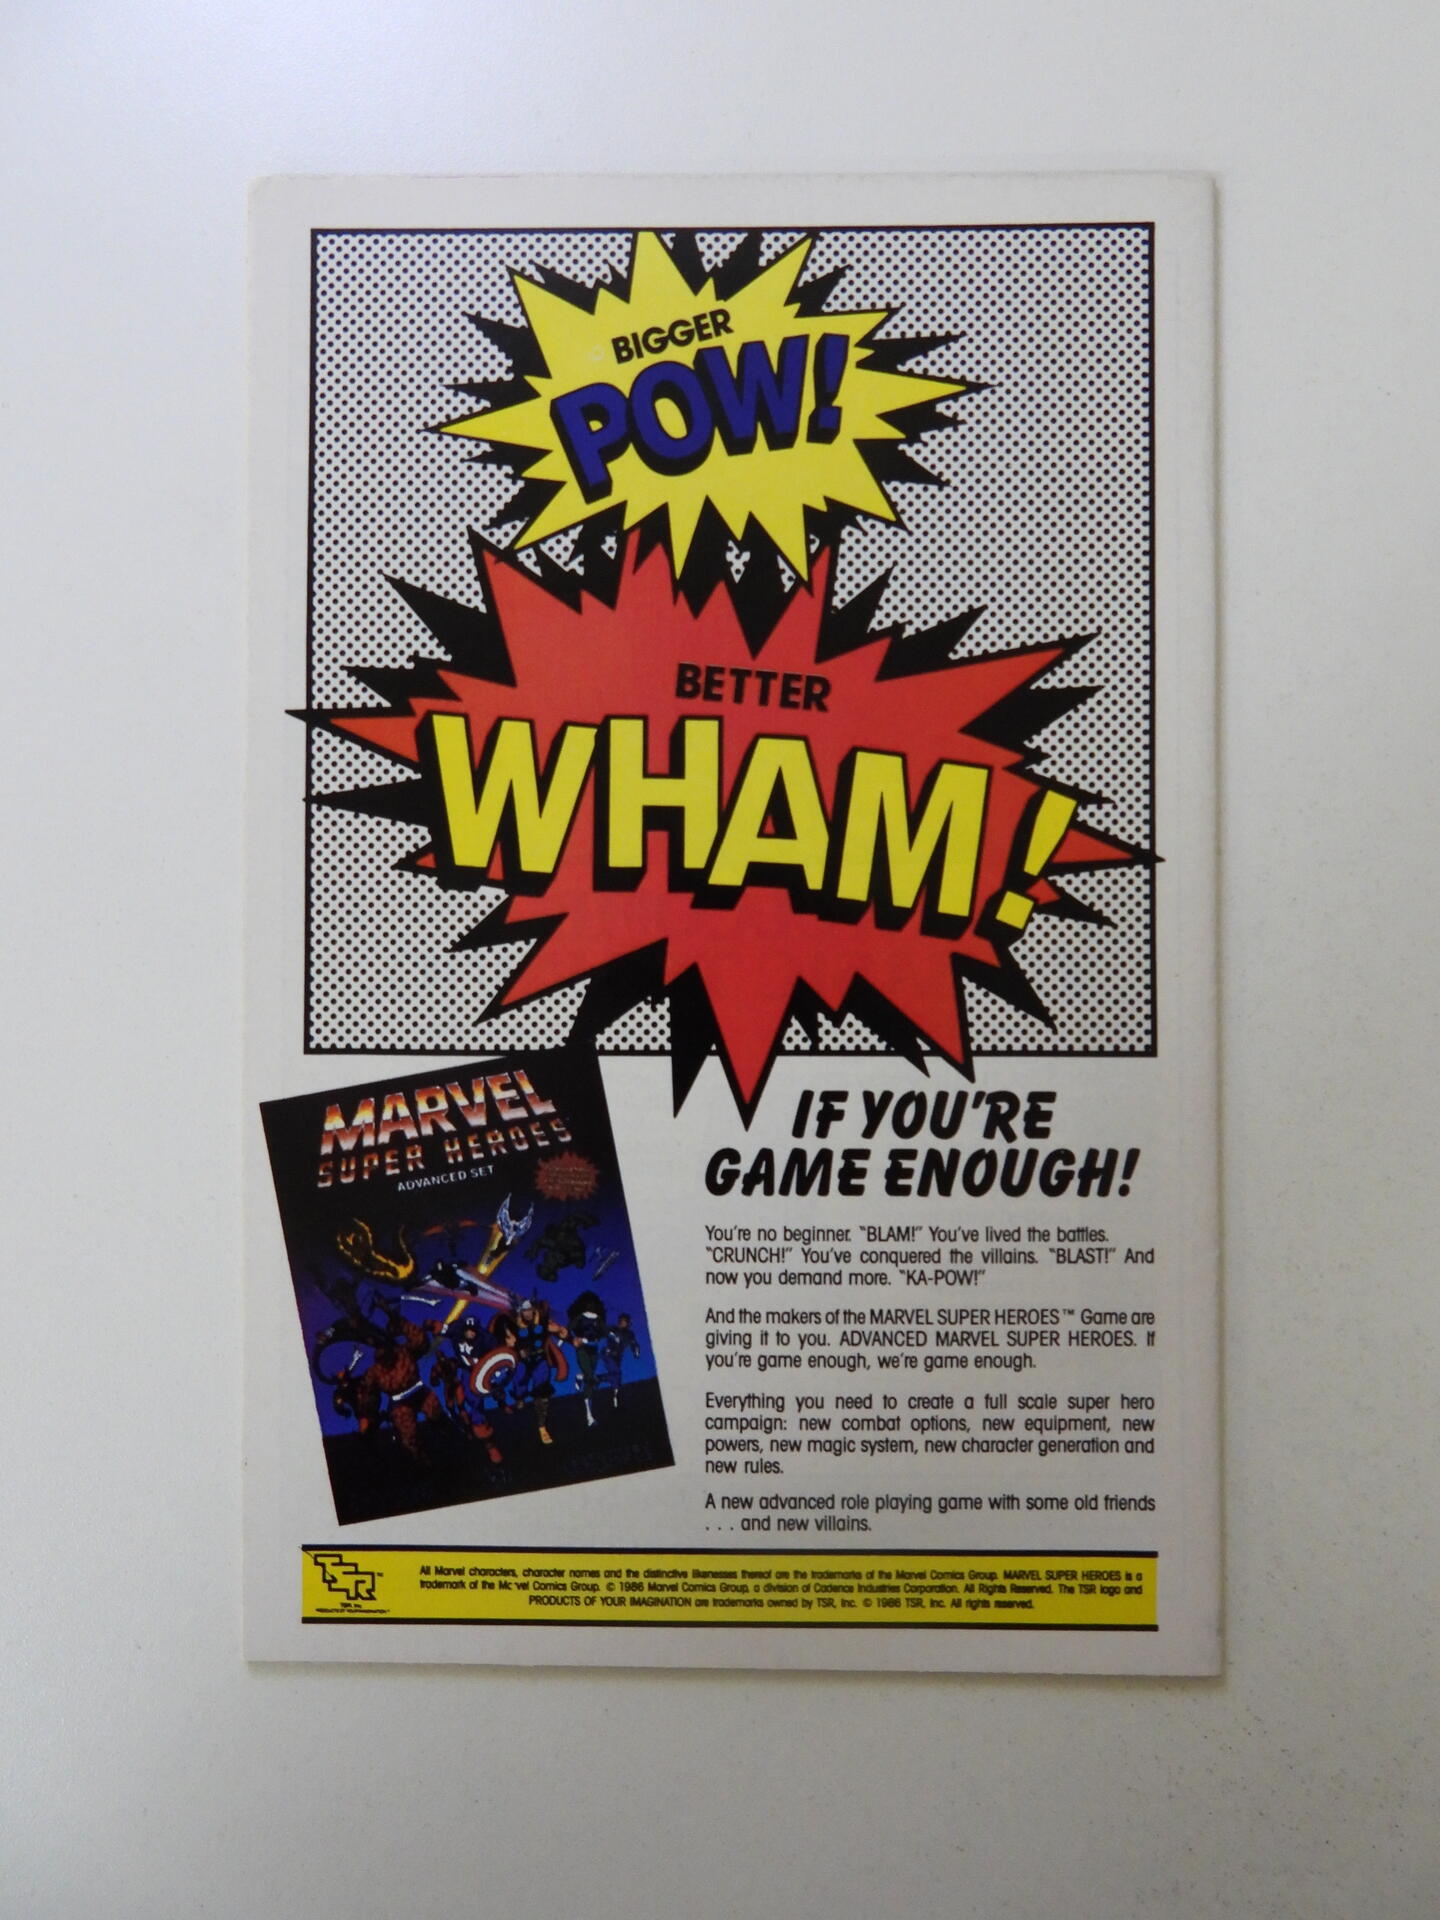 BIGGER
POW!
BETTER
WHAM!
MARVEL
SUPER HEROES
ADVANCED SET
IF YOU'RE
GAME ENOUGH!
You're no beginner. "BLAM!" You've lived the battles.
"CRUNCH!" You've conquered the villains. "BLAST!" And
now you demand more. "KA-POW!"
And the makers of the MARVEL SUPER HEROES™ Game are
giving it to you. ADVANCED MARVEL SUPER HEROES. If
you're game enough, we're game enough.
Everything you need to create a full scale super hero
campaign: new combat options, new equipment, new
powers, new magic system, new character generation and
new rules.
A new advanced role playing game with some old friends
. . . and new villains.
TSR™
TSR, Inc.
PRODUCTS OF YOUR IMAGINATION™
All Marvel characters, character names and the distinctive likenesses thereof are the trademarks of the Marvel Comics Group. MARVEL SUPER HEROES is a
trademark of the Marvel Comics Group. © 1986 Marvel Comics Group, a division of Cadence Industries Corporation. All Rights Reserved. The TSR logo and
PRODUCTS OF YOUR IMAGINATION are trademarks owned by TSR, Inc. © 1986 TSR, Inc. All rights reserved.